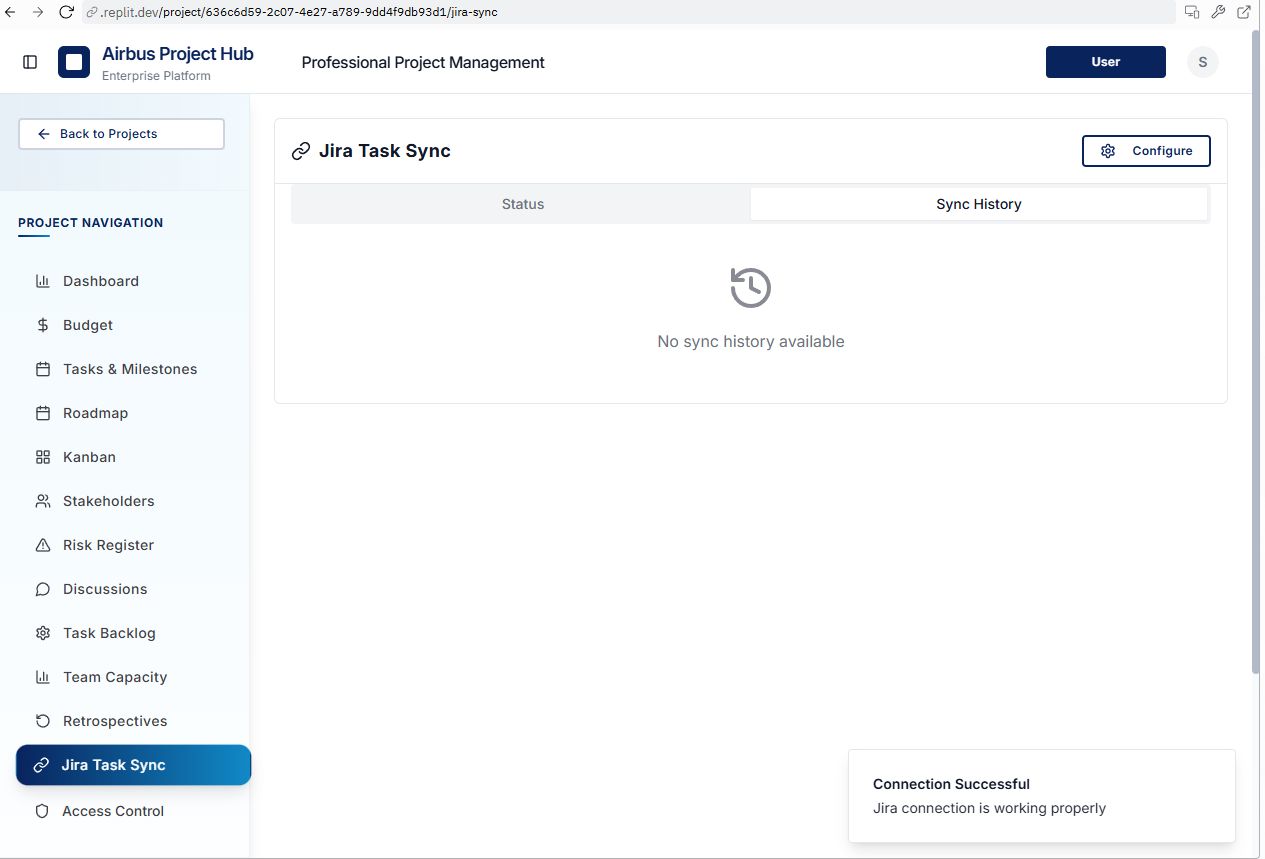 .replit.dev/project/636c6d59-2c07-4e27-a789-9dd4f9db93d1/jira-sync
Airbus Project Hub
Enterprise Platform
Professional Project Management
User
S
Back to Projects
PROJECT NAVIGATION
Dashboard
Budget
Tasks & Milestones
Roadmap
Kanban
Stakeholders
Risk Register
Discussions
Task Backlog
Team Capacity
Retrospectives
Jira Task Sync
Access Control
Jira Task Sync
Configure
Status
Sync History
No sync history available
Connection Successful
Jira connection is working properly